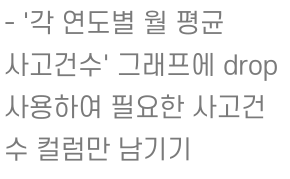 - '각 연도별 월 평균
사고건수' 그래프에 drop
사용하여 필요한 사고건
수 컬럼만 남기기